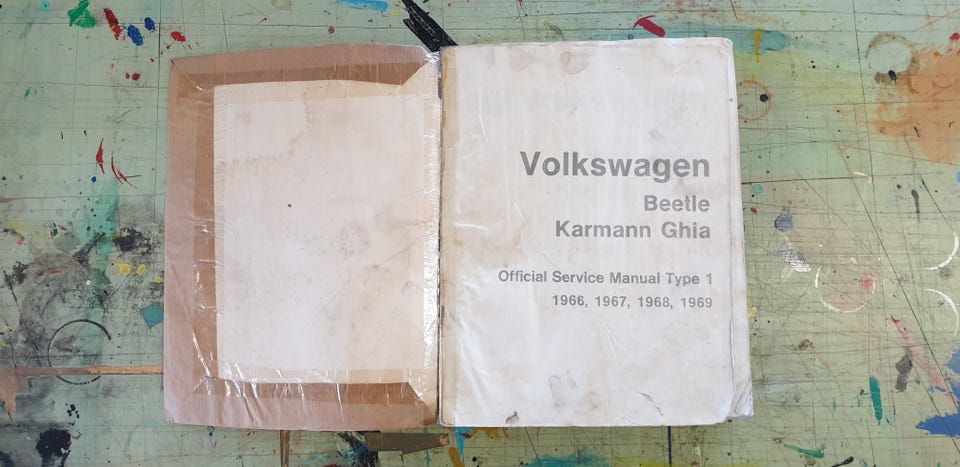 Volkswagen
Beetle
Karmann Ghia
Official Service Manual Type 1
1966, 1967, 1968, 1969